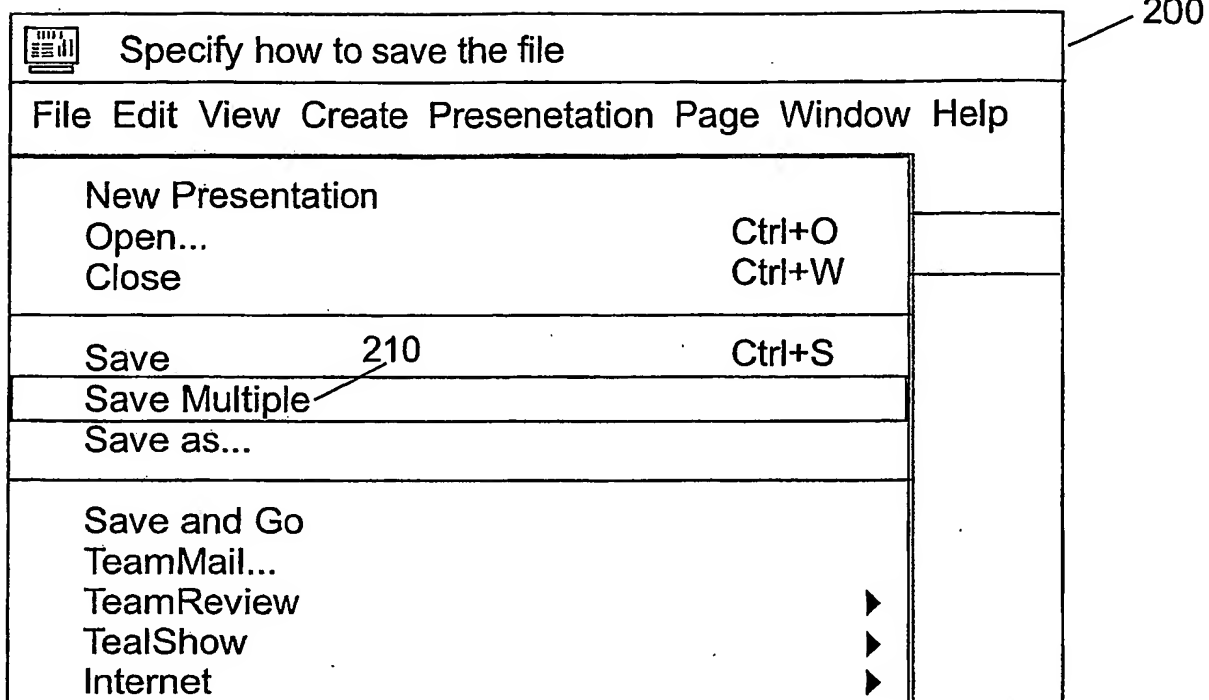 200
Specify how to save the file
File Edit View Create Presenetation Page Window Help
New Presentation
Open... Ctrl+O
Close Ctrl+W
Save 210 Ctrl+S
Save Multiple
Save as...
Save and Go
TeamMail...
TeamReview
TealShow
Internet